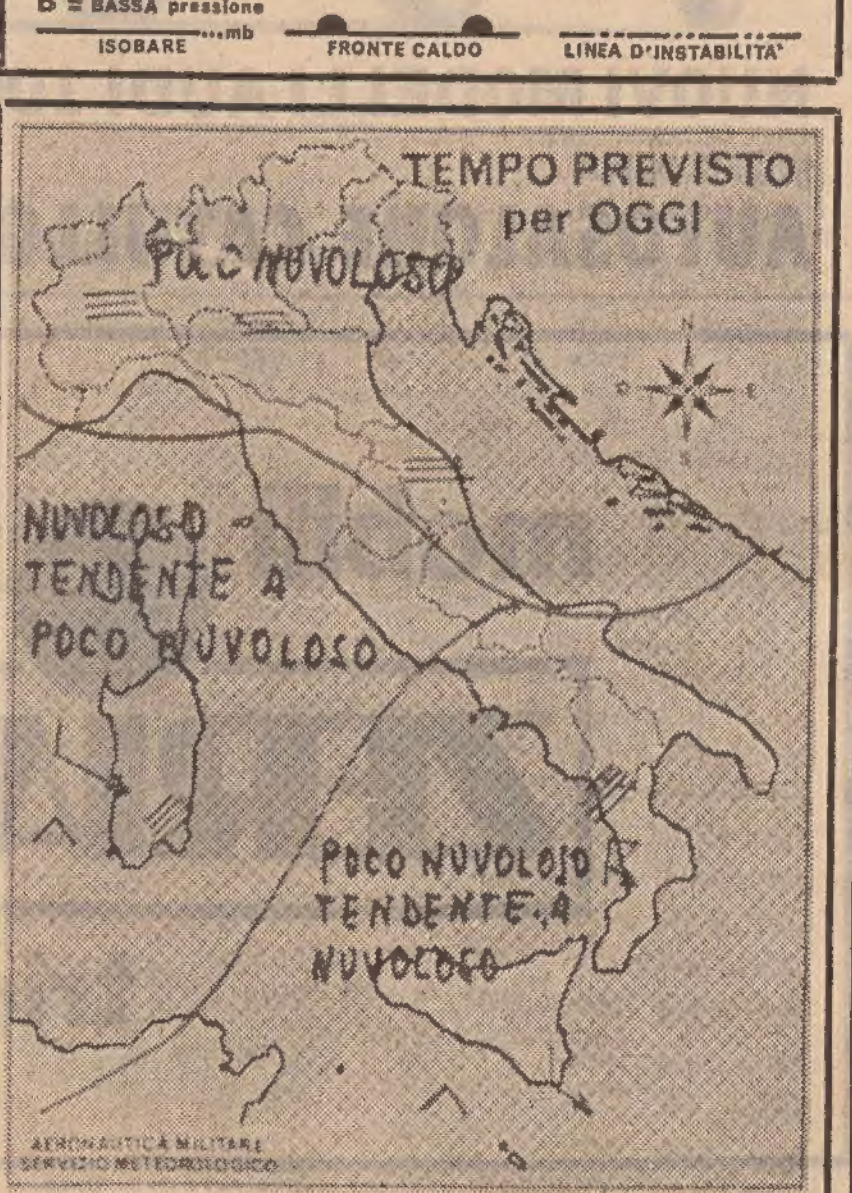 = BASSA pressione
...mb
ISOBARE
FRONTE CALDO
LINEA D'INSTABILITA'
TEMPO PREVISTO
per OGGI
POCO NUVOLOSO
N
O E
S
NUVOLOSO
TENDENTE A
POCO NUVOLOSO
POCO NUVOLOSO
TENDENTE A
NUVOLOSO
AERONAUTICA MILITARE
SERVIZIO METEOROLOGICO